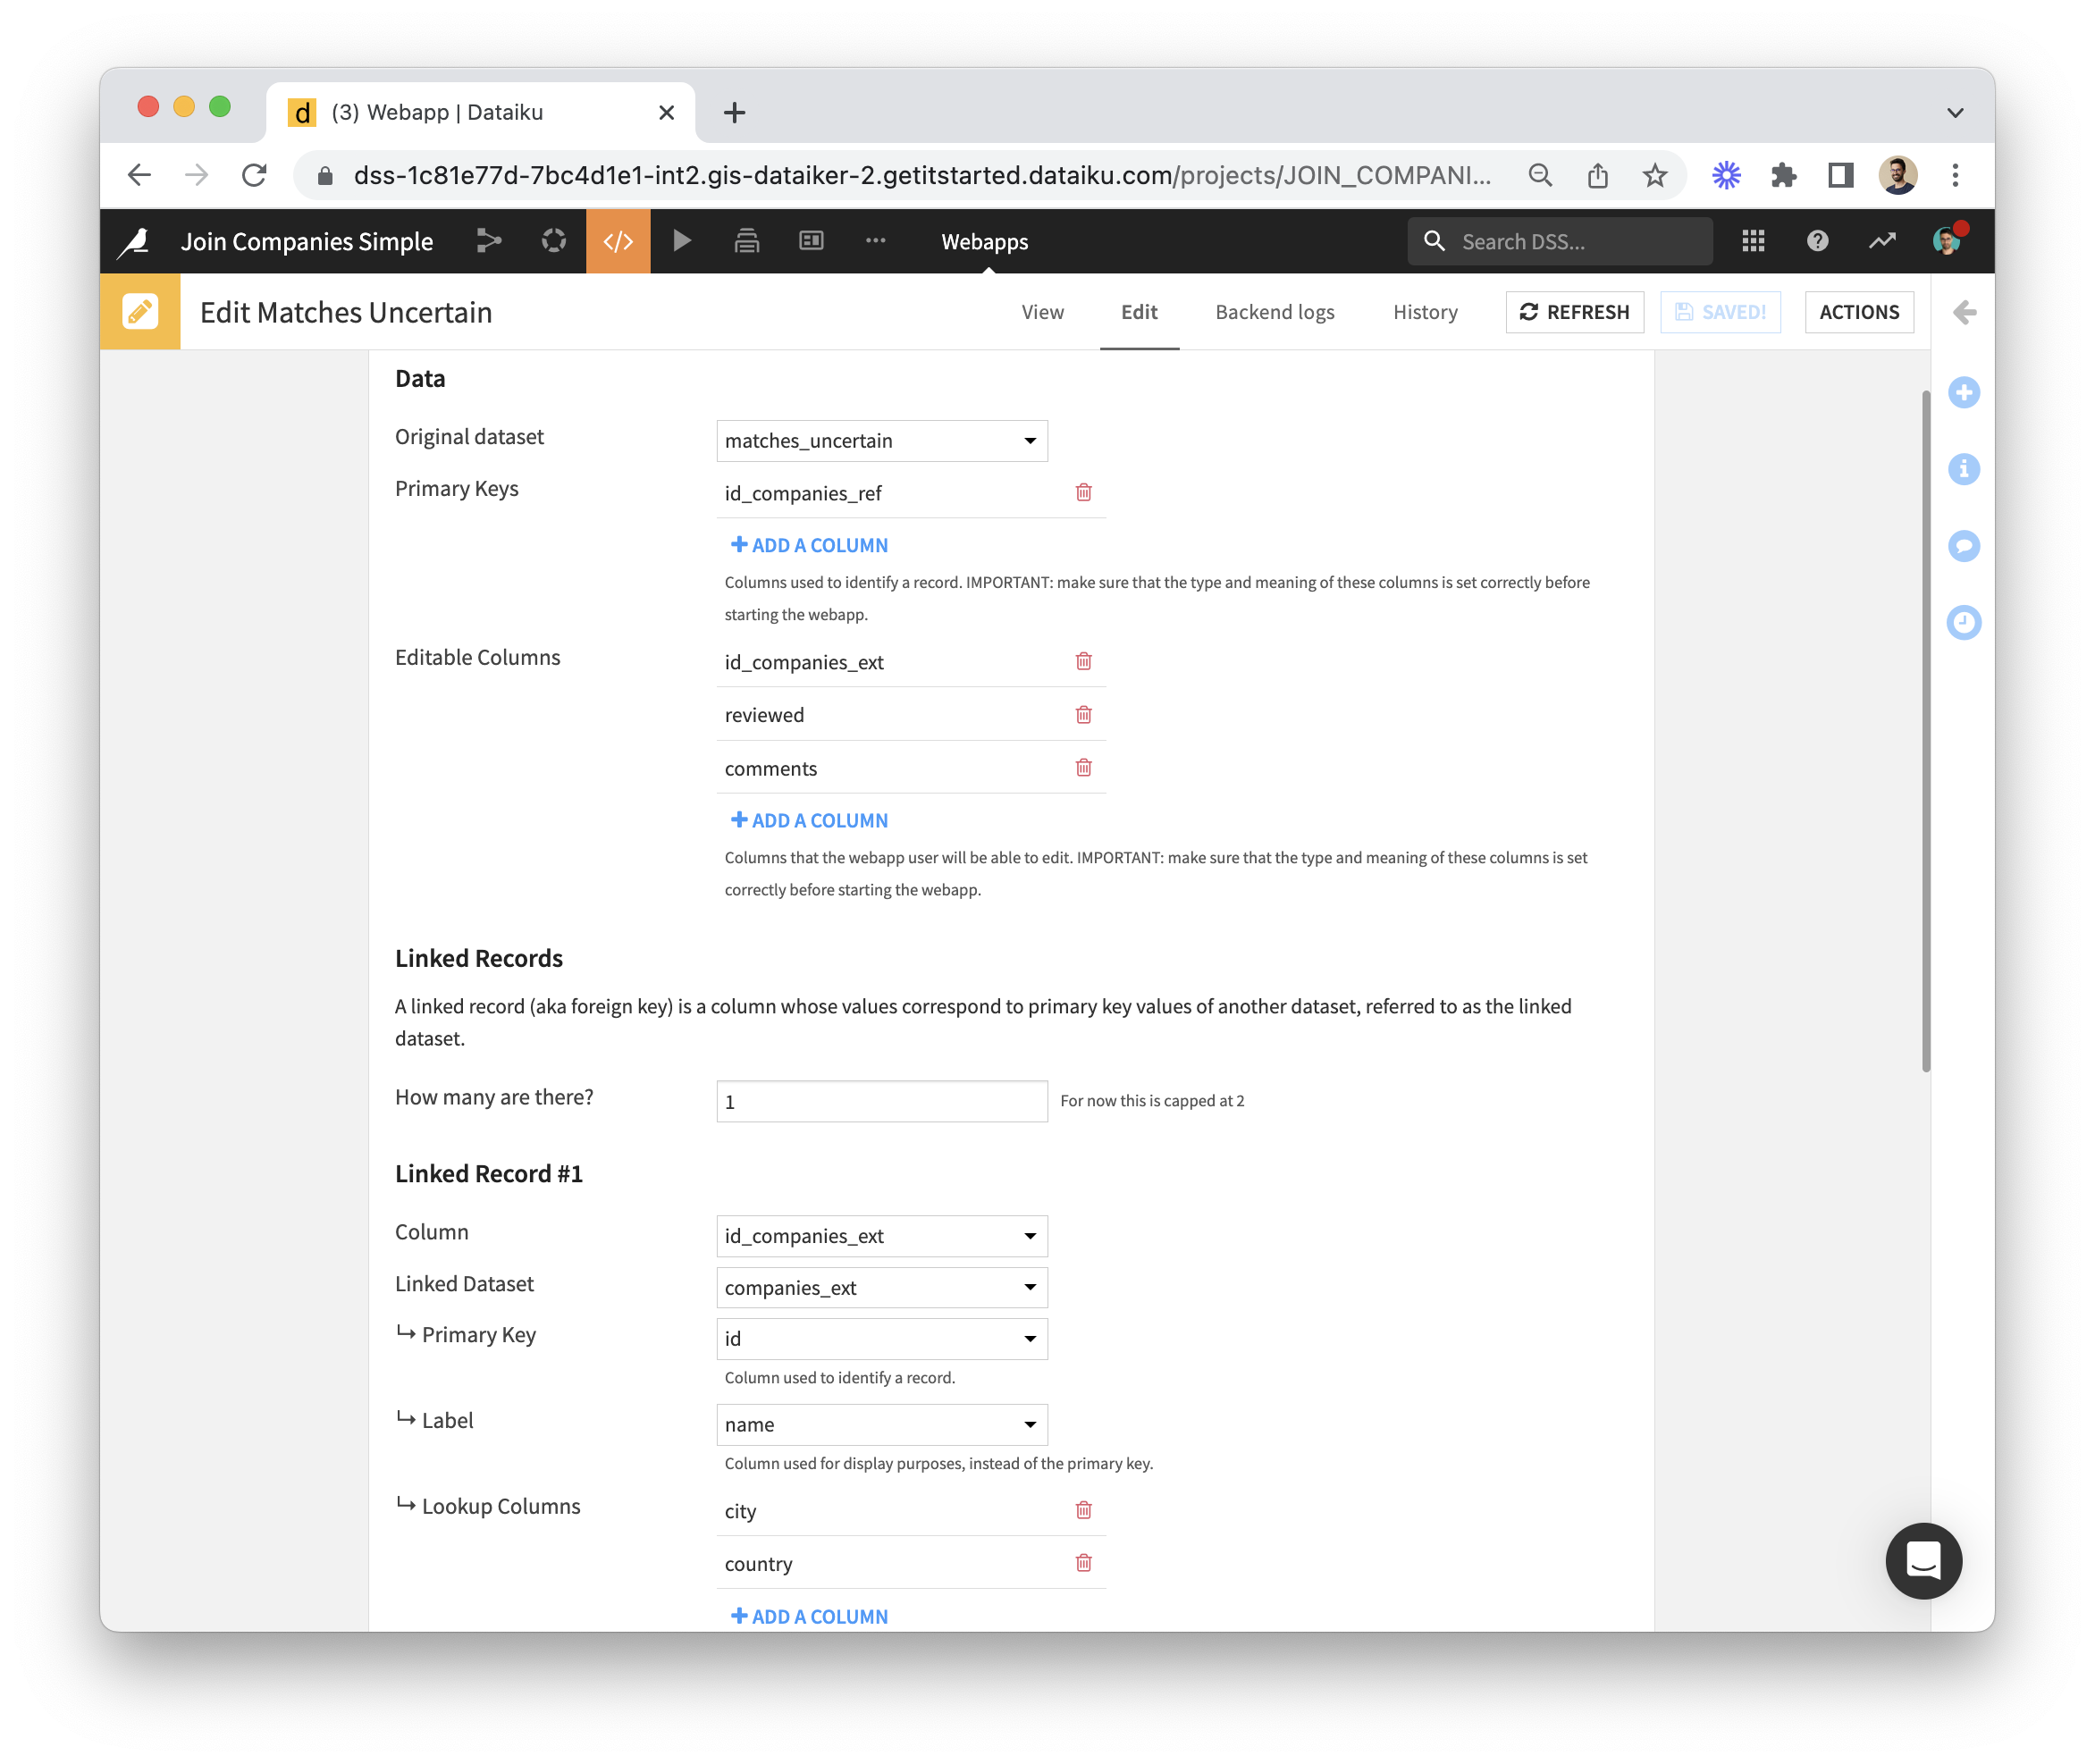 (3) Webapp | Dataiku
dss-1c81e77d-7bc4d1e1-int2.gis-dataiker-2.getitstarted.dataiku.com/projects/JOIN_COMPANI...
Join Companies Simple
Webapps
Search DSS...
Edit Matches Uncertain
View
Edit
Backend logs
History
REFRESH
SAVED!
ACTIONS
Data
Original dataset
matches_uncertain
Primary Keys
id_companies_ref
ADD A COLUMN
Columns used to identify a record. IMPORTANT: make sure that the type and meaning of these columns is set correctly before
starting the webapp.
Editable Columns
id_companies_ext
reviewed
comments
ADD A COLUMN
Columns that the webapp user will be able to edit. IMPORTANT: make sure that the type and meaning of these columns is set
correctly before starting the webapp.
Linked Records
A linked record (aka foreign key) is a column whose values correspond to primary key values of another dataset, referred to as the linked
dataset.
How many are there?
1
For now this is capped at 2
Linked Record #1
Column
id_companies_ext
Linked Dataset
companies_ext
↳ Primary Key
id
Column used to identify a record.
↳ Label
name
Column used for display purposes, instead of the primary key.
↳ Lookup Columns
city
country
ADD A COLUMN